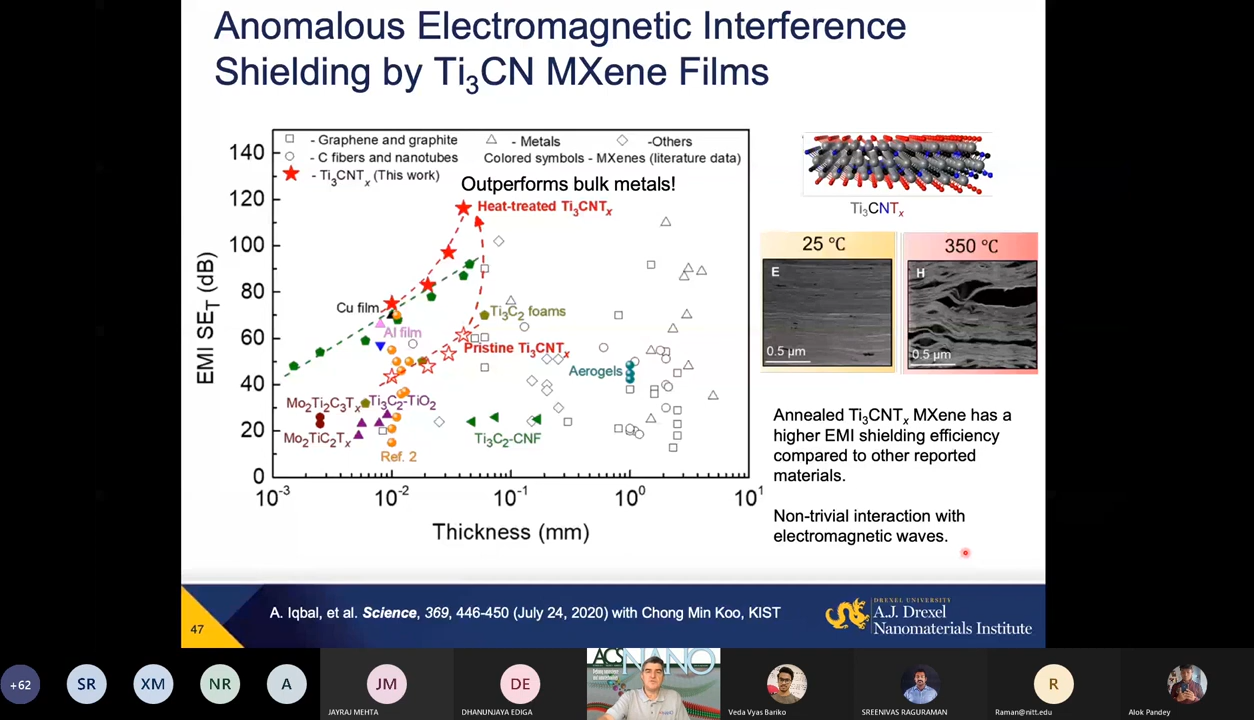 Anomalous Electromagnetic Interference
Shielding by Ti₃CN MXene Films
- Graphene and graphite
- Metals
-Others
- C fibers and nanotubes
Colored symbols - MXenes (literature data)
- Ti₃CNTₓ (This work)
Outperforms bulk metals!
Heat-treated Ti₃CNTₓ
Cu film
Al film
Ti₃C₂ foams
Pristine Ti₃CNTₓ
Aerogels
Mo₂Ti₂C₃Tₓ
Ti₃C₂-TiO₂
Mo₂TiC₂Tₓ
Ti₃C₂-CNF
Ref. 2
EMI SE_T (dB)
140
120
100
80
60
40
20
0
10⁻³
10⁻²
10⁻¹
10⁰
10¹
Thickness (mm)
Ti₃CNTₓ
25 °C
350 °C
E
H
0.5 µm
0.5 µm
Annealed Ti₃CNTₓ MXene has a
higher EMI shielding efficiency
compared to other reported
materials.
Non-trivial interaction with
electromagnetic waves.
47
A. Iqbal, et al. Science, 369, 446-450 (July 24, 2020) with Chong Min Koo, KIST
DREXEL UNIVERSITY
A.J. Drexel
Nanomaterials Institute
+62
SR
XM
NR
A
JM
JAYRAJ MEHTA
DE
DHANUNJAYA EDIGA
ACS
NANO
Veda Vyas Bariko
SREENIVAS RAGURAMAN
R
Raman@nitt.edu
Alok Pandey